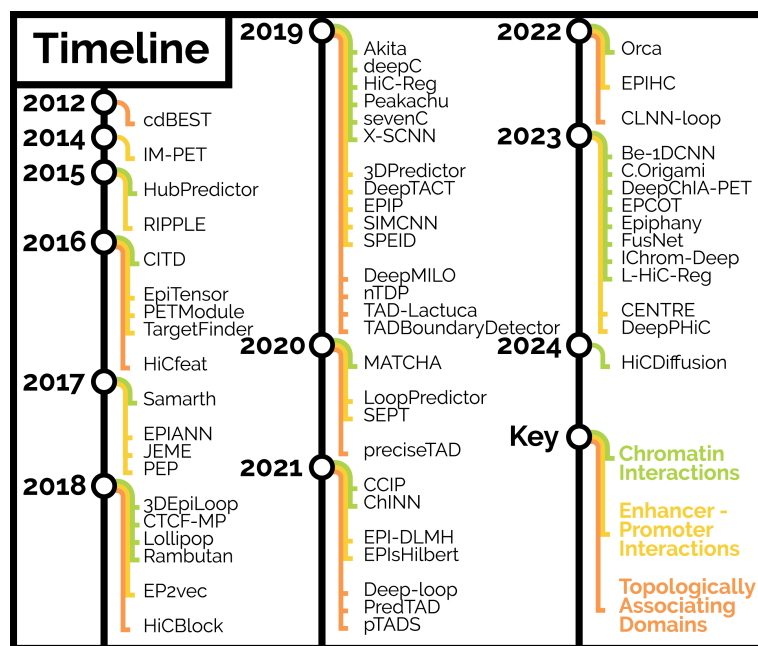 Timeline
2012
cdBEST
2014
IM-PET
2015
HubPredictor
RIPPLE
2016
CITD
EpiTensor
PETModule
TargetFinder
HiCfeat
2017
Samarth
EPIANN
JEME
PEP
2018
3DEpiLoop
CTCF-MP
Lollipop
Rambutan
EP2vec
HiCBlock
2019
Akita
deepC
HiC-Reg
Peakachu
sevenC
X-SCNN
3DPredictor
DeepTACT
EPIP
SIMCNN
SPEID
DeepMILO
nTDP
TAD-Lactuca
TADBoundaryDetector
2020
MATCHA
LoopPredictor
SEPT
preciseTAD
2021
CCIP
ChINN
EPI-DLMH
EPIsHilbert
Deep-loop
PredTAD
pTADS
2022
Orca
EPIHC
CLNN-loop
2023
Be-1DCNN
C.Origami
DeepChIA-PET
EPCOT
Epiphany
FusNet
IChrom-Deep
L-HiC-Reg
CENTRE
DeepPHiC
2024
HiCDiffusion
Key
Chromatin
Interactions
Enhancer -
Promoter
Interactions
Topologically
Associating
Domains